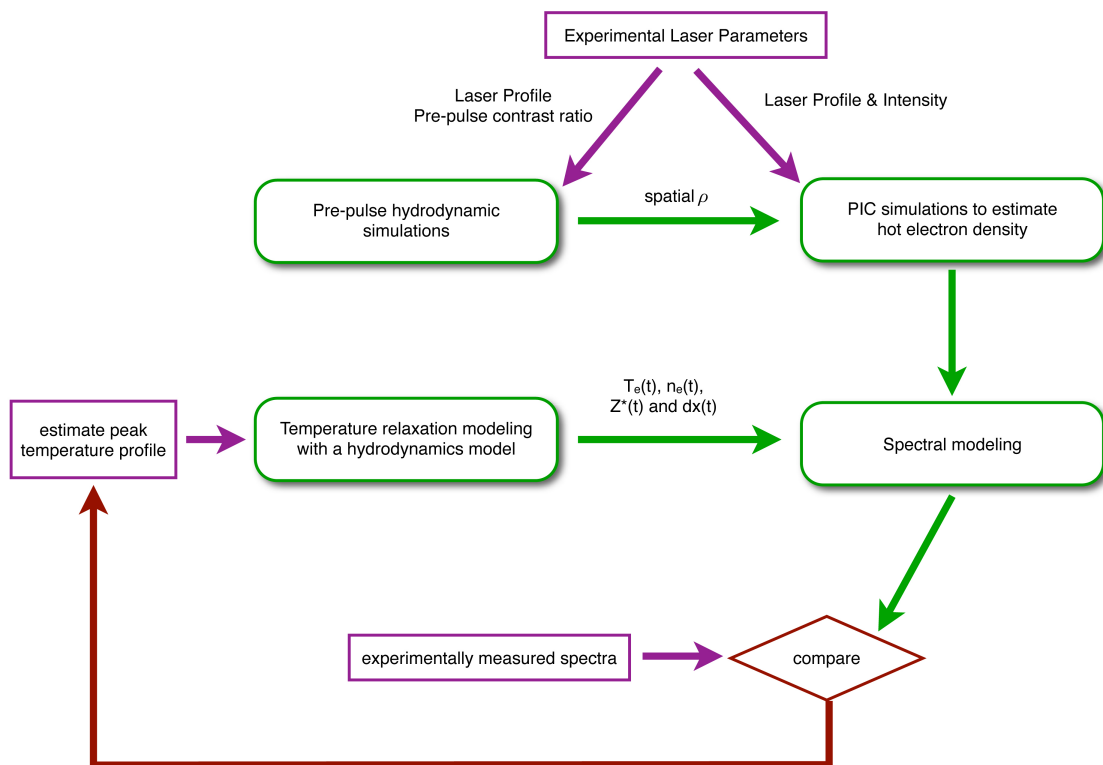 Experimental Laser Parameters
Laser Profile
Pre-pulse contrast ratio
Laser Profile & Intensity
Pre-pulse hydrodynamic
simulations
spatial ρ
PIC simulations to estimate
hot electron density
estimate peak
temperature profile
Temperature relaxation modeling
with a hydrodynamics model
Tₑ(t), nₑ(t),
Z*(t) and dx(t)
Spectral modeling
experimentally measured spectra
compare